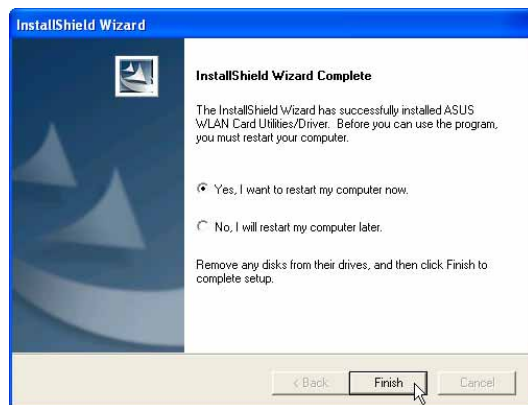 InstallShield Wizard
InstallShield Wizard Complete
The InstallShield Wizard has successfully installed ASUS
WLAN Card Utilities/Driver. Before you can use the program,
you must restart your computer.
Yes, I want to restart my computer now.
No, I will restart my computer later.
Remove any disks from their drives, and then click Finish to
complete setup.
< Back
Finish
Cancel